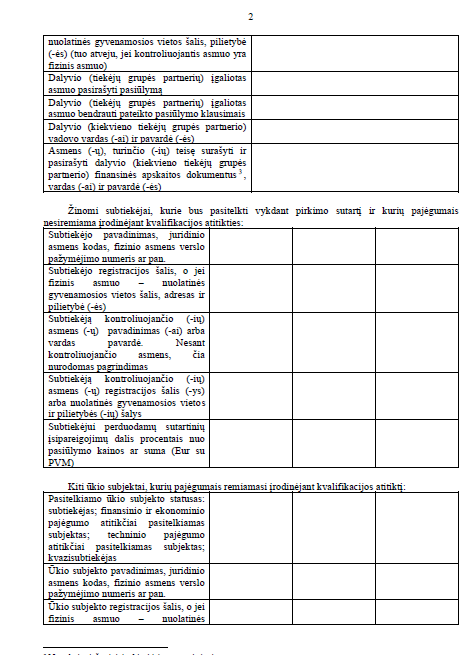 2
nuolatinės gyvenamosios vietos šalis, pilietybė
(-ės) (tuo atveju, jei kontroliuojantis asmuo yra
fizinis asmuo)
Dalyvio (tiekėjų grupės partnerio) įgaliotas
asmuo pasirašyti pasiūlymą
Dalyvio (tiekėjų grupės partnerio) įgaliotas
asmuo bendrauti pateikto pasiūlymo klausimais
Dalyvio (kiekvieno tiekėjų grupės partnerio)
vadovo vardas (-ai) ir pavardė (-ės)
Asmens (-ų), turinčio (-ių) teisę surašyti ir
pasirašyti dalyvio (kiekvieno tiekėjų grupės
partnerio) finansinės apskaitos dokumentus 3,
vardas (-ai) ir pavardė (-ės)
Žinomi subtiekėjai, kurie bus pasitelkti vykdant pirkimo sutartį ir kurių pajėgumais
nesiremiama įrodinėjant kvalifikacijos atitikties:
Subtiekėjo pavadinimas, juridinio
asmens kodas, fizinio asmens verslo
pažymėjimo numeris ar pan.
Subtiekėjo registracijos šalis, o jei
fizinis asmuo – nuolatinės
gyvenamosios vietos šalis, adresas ir
pilietybė (-ės)
Subtiekėją kontroliuojančio (-ių)
asmens (-ų) pavadinimas (-ai) arba
vardas pavardė. Nesant
kontroliuojančio asmens, čia
nurodomas pagrindimas
Subtiekėją kontroliuojančio (-ių)
asmens (-ų) registracijos šalis (-ys)
arba nuolatinės gyvenamosios vietos
ir pilietybės (-ių) šalys
Subtiekėjui perduodamų sutartinių
įsipareigojimų dalis procentais nuo
pasiūlymo kainos ar suma (Eur su
PVM)
Kiti ūkio subjektai, kurių pajėgumais remiamasi įrodinėjant kvalifikacijos atitiktį:
Pasitelkiamo ūkio subjekto statusas:
subtiekėjas; finansinio ir ekonominio
pajėgumo atitikčiai pasitelkiamas
subjektas; techninio pajėgumo
atitikčiai pasitelkiamas subjektas;
kvazisubtiekėjas
Ūkio subjekto pavadinimas, juridinio
asmens kodas, fizinio asmens verslo
pažymėjimo numeris ar pan.
Ūkio subjekto registracijos šalis, o jei
fizinis asmuo – nuolatinės